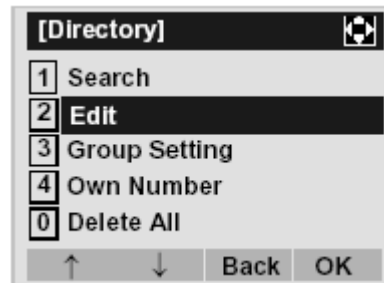 [Directory]
1 Search
2 Edit
3 Group Setting
4 Own Number
0 Delete All
↑ ↓ Back OK